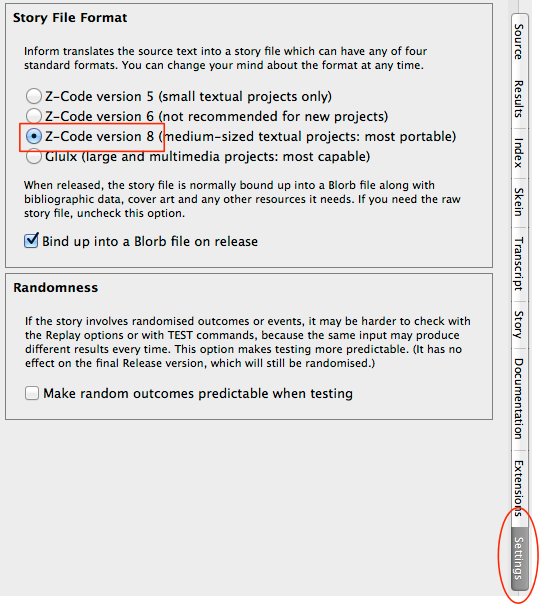 Story File Format
Inform translates the source text into a story file which can have any of four
standard formats. You can change your mind about the format at any time.
Z-Code version 5 (small textual projects only)
Z-Code version 6 (not recommended for new projects)
Z-Code version 8 (medium-sized textual projects: most portable)
Glulx (large and multimedia projects: most capable)
When released, the story file is normally bound up into a Blorb file along with
bibliographic data, cover art and any other resources it needs. If you need the raw
story file, uncheck this option.
Bind up into a Blorb file on release
Randomness
If the story involves randomised outcomes or events, it may be harder to check with
the Replay options or with TEST commands, because the same input may produce
different results every time. This option makes testing more predictable. (It has no
effect on the final Release version, which will still be randomised.)
Make random outcomes predictable when testing
Source
Results
Index
Skein
Transcript
Story
Documentation
Extensions
Settings